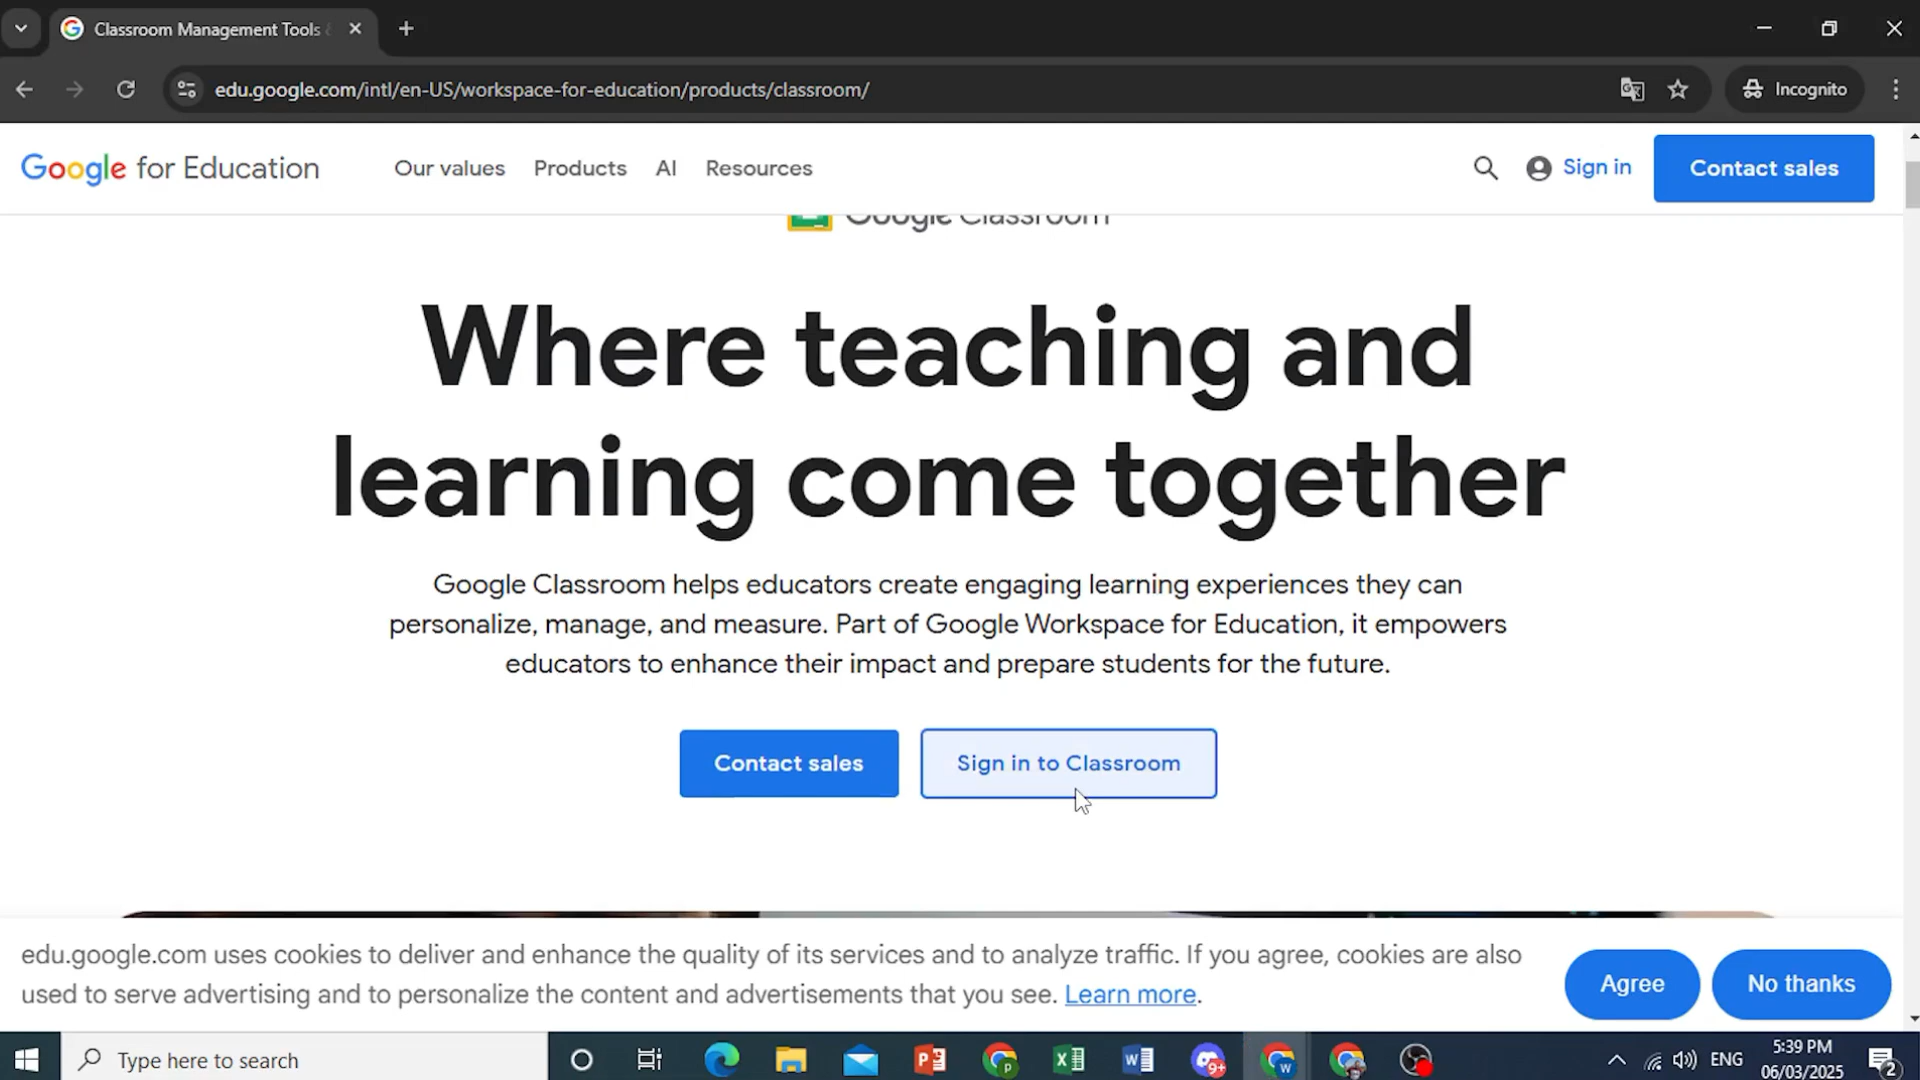 Classroom Management Tools
edu.google.com/intl/en-US/workspace-for-education/products/classroom/
Incognito
Google for Education
Our values
Products
AI
Resources
Sign in
Contact sales
Google Classroom
Where teaching and
learning come together
Google Classroom helps educators create engaging learning experiences they can
personalize, manage, and measure. Part of Google Workspace for Education, it empowers
educators to enhance their impact and prepare students for the future.
Contact sales
Sign in to Classroom
edu.google.com uses cookies to deliver and enhance the quality of its services and to analyze traffic. If you agree, cookies are also
used to serve advertising and to personalize the content and advertisements that you see. Learn more.
Agree
No thanks
Type here to search
9+
ENG
5:39 PM
06/03/2025
2